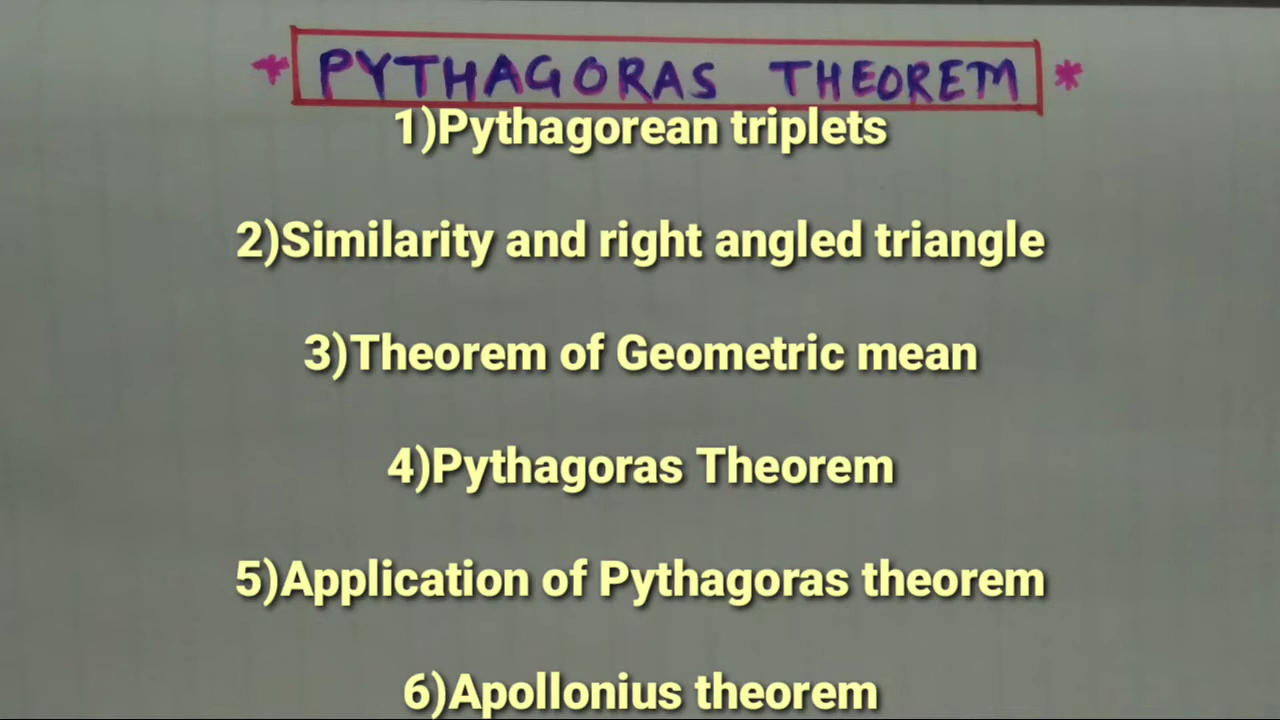 * PYTHAGORAS THEOREM *
1)Pythagorean triplets
2)Similarity and right angled triangle
3)Theorem of Geometric mean
4)Pythagoras Theorem
5)Application of Pythagoras theorem
6)Apollonius theorem